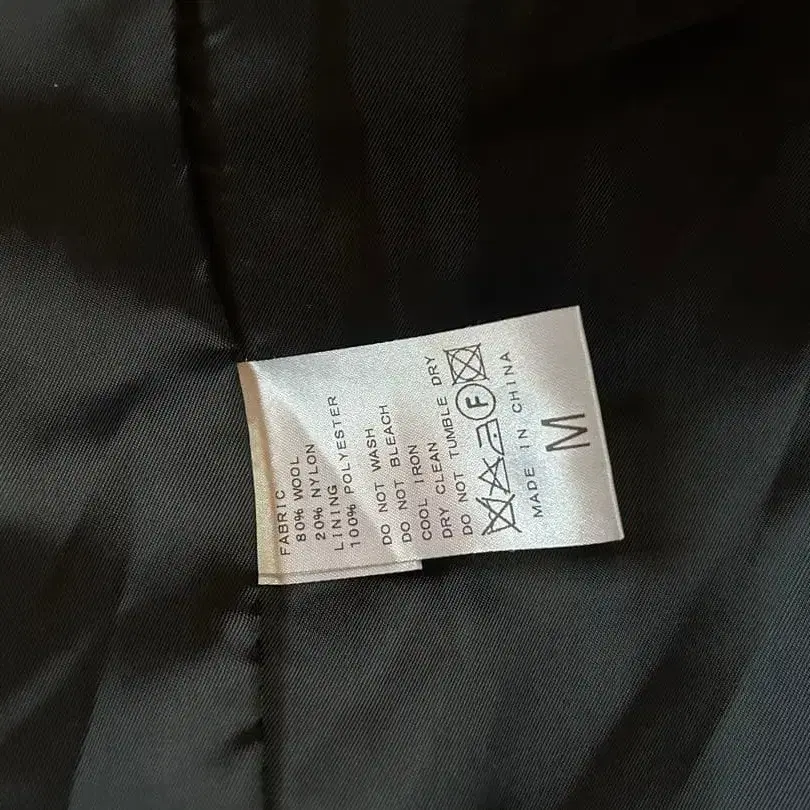 FABRIC
80% WOOL
20% NYLON
LINING
100% POLYESTER
DO NOT WASH
DO NOT BLEACH
COOL IRON
DRY CLEAN
DO NOT TUMBLE DRY
F
MADE IN CHINA
M